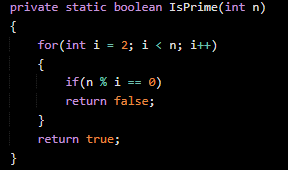 private static boolean IsPrime(int n)
{
    for(int i = 2; i < n; i++)
    {
        if(n % i == 0)
        return false;
    }
    return true;
}